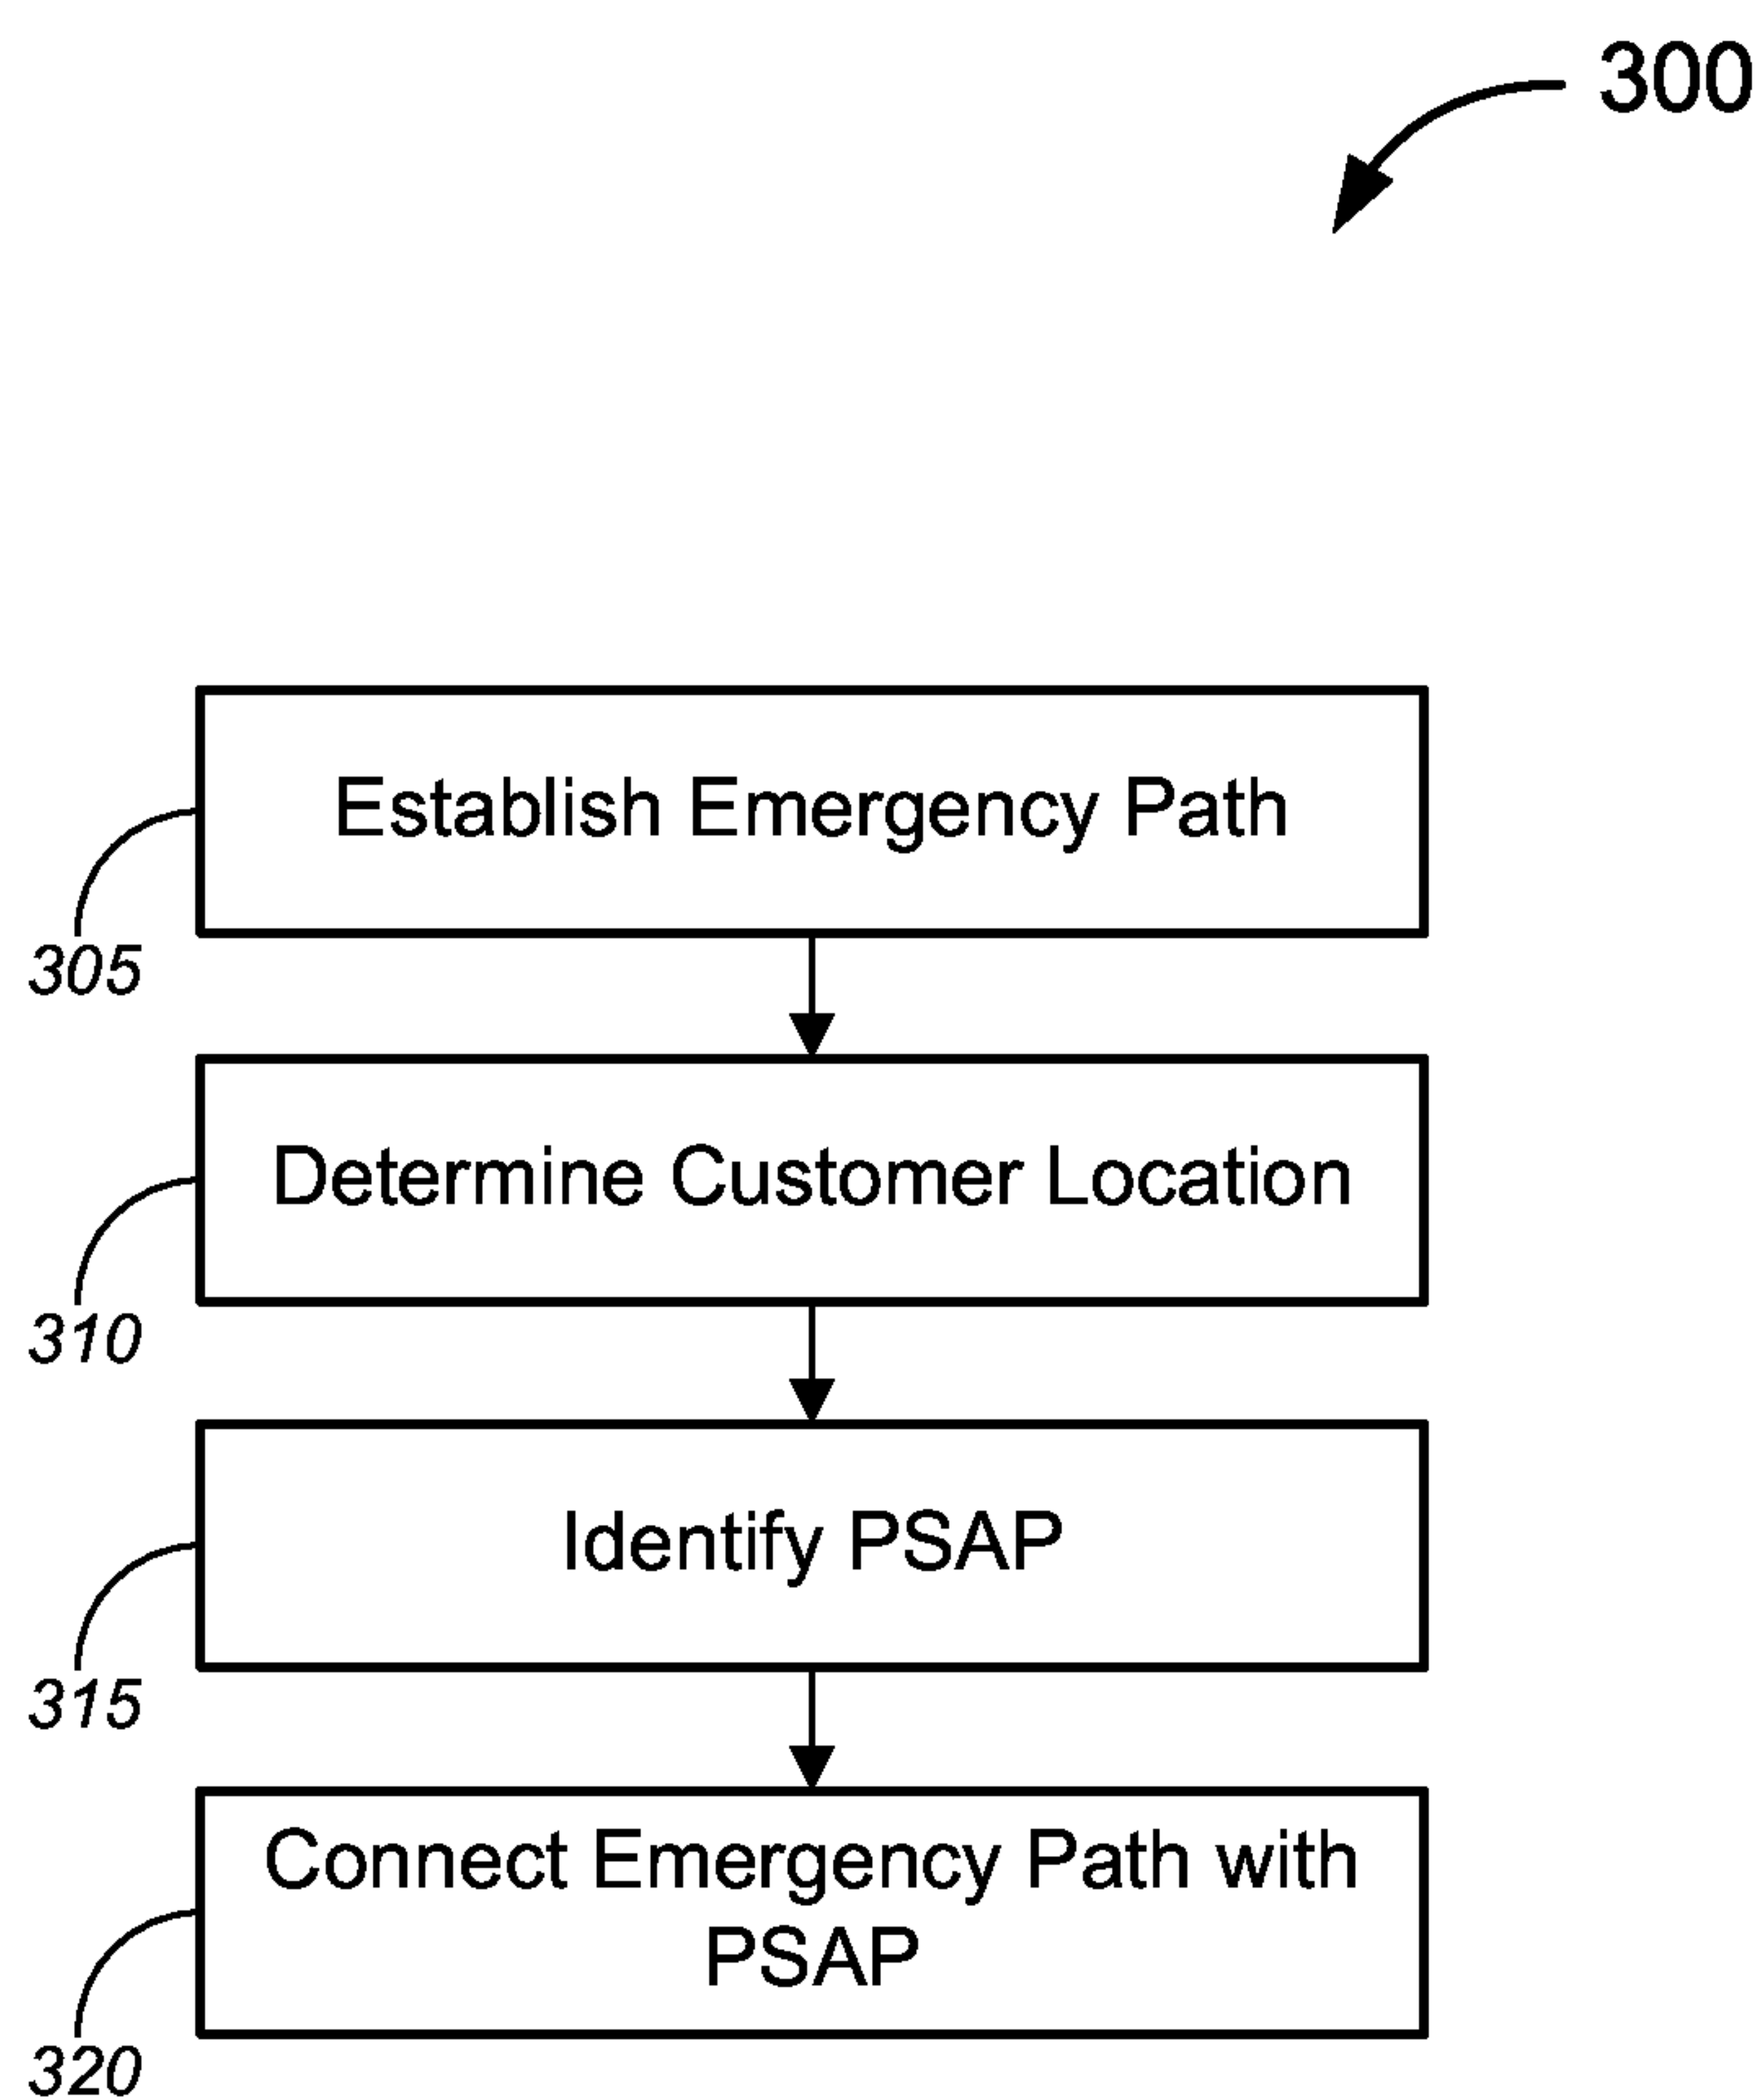 300
Establish Emergency Path
305
Determine Customer Location
310
Identify PSAP
315
Connect Emergency Path with
PSAP
320